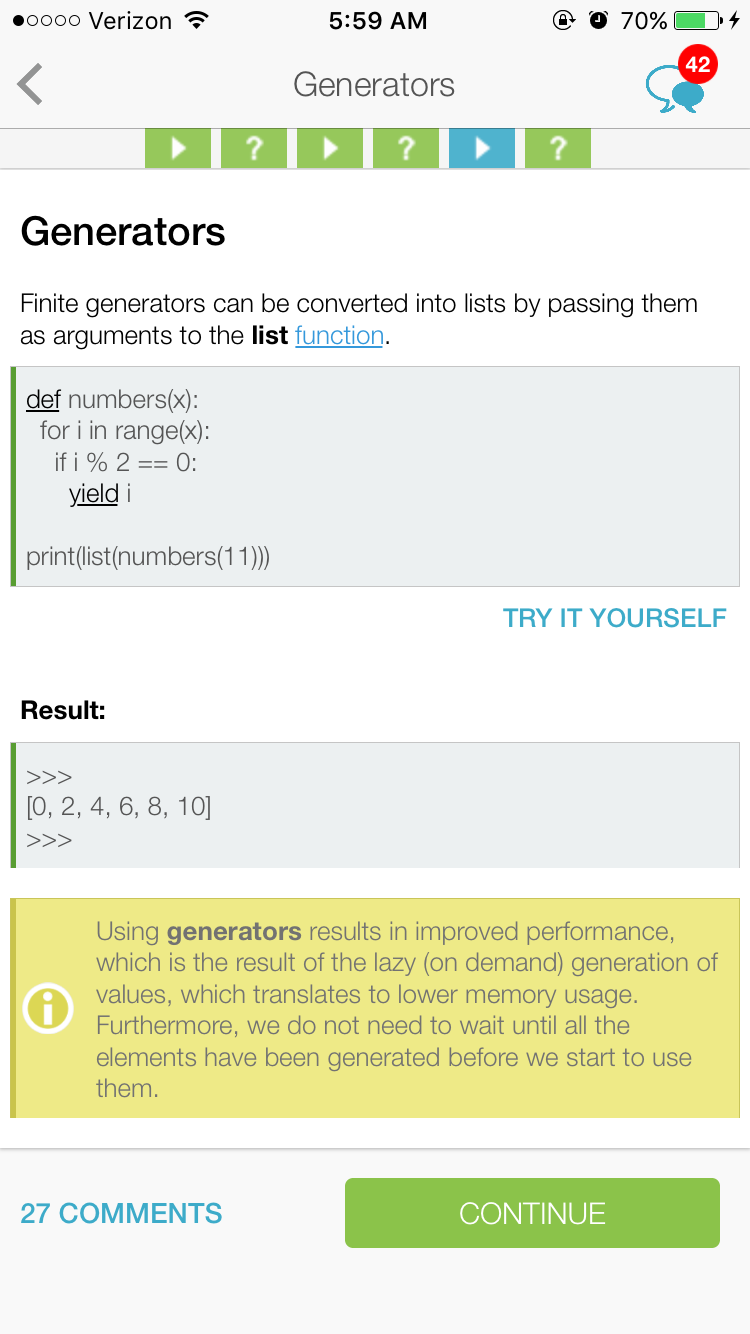 Verizon 5:59 AM 70%
Generators 42
? ? ?
Generators
Finite generators can be converted into lists by passing them
as arguments to the list function.
def numbers(x):
for i in range(x):
if i % 2 == 0:
yield i
print(list(numbers(11)))
TRY IT YOURSELF
Result:
>>>
[0, 2, 4, 6, 8, 10]
>>>
Using generators results in improved performance,
which is the result of the lazy (on demand) generation of
values, which translates to lower memory usage.
Furthermore, we do not need to wait until all the
elements have been generated before we start to use
them.
27 COMMENTS CONTINUE